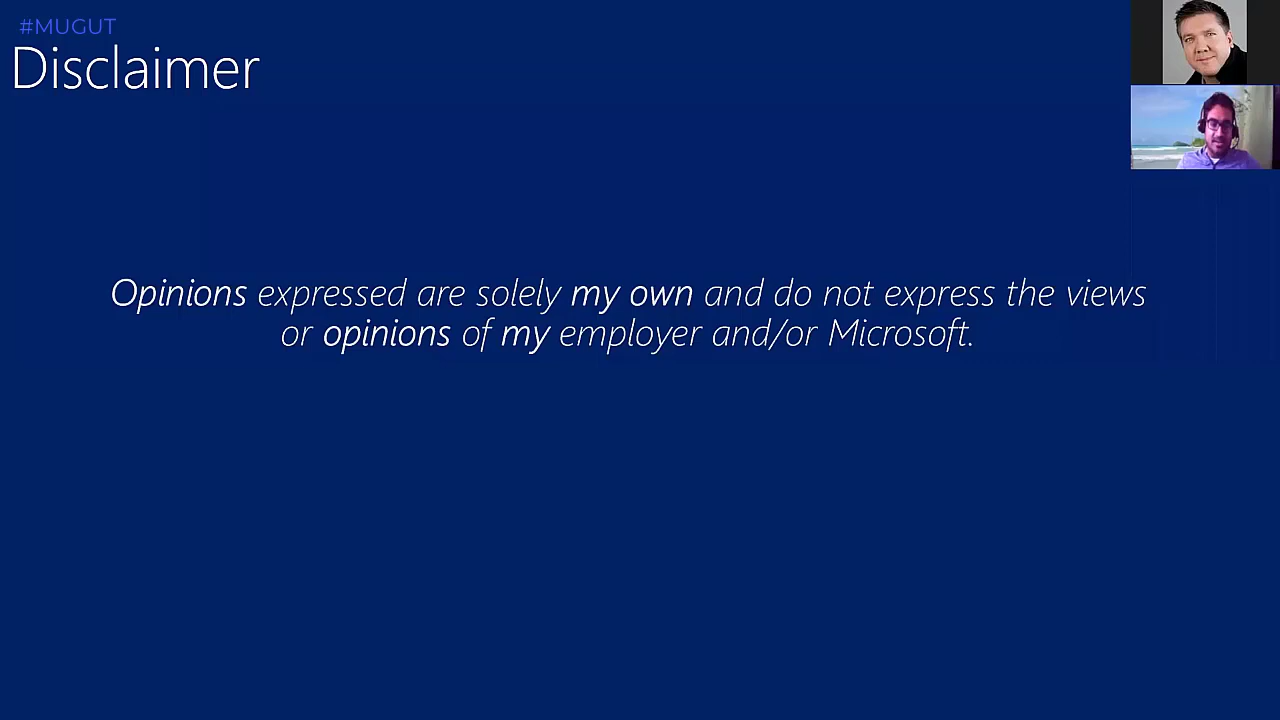 #MUGUT
Disclaimer
Opinions expressed are solely my own and do not express the views
or opinions of my employer and/or Microsoft.